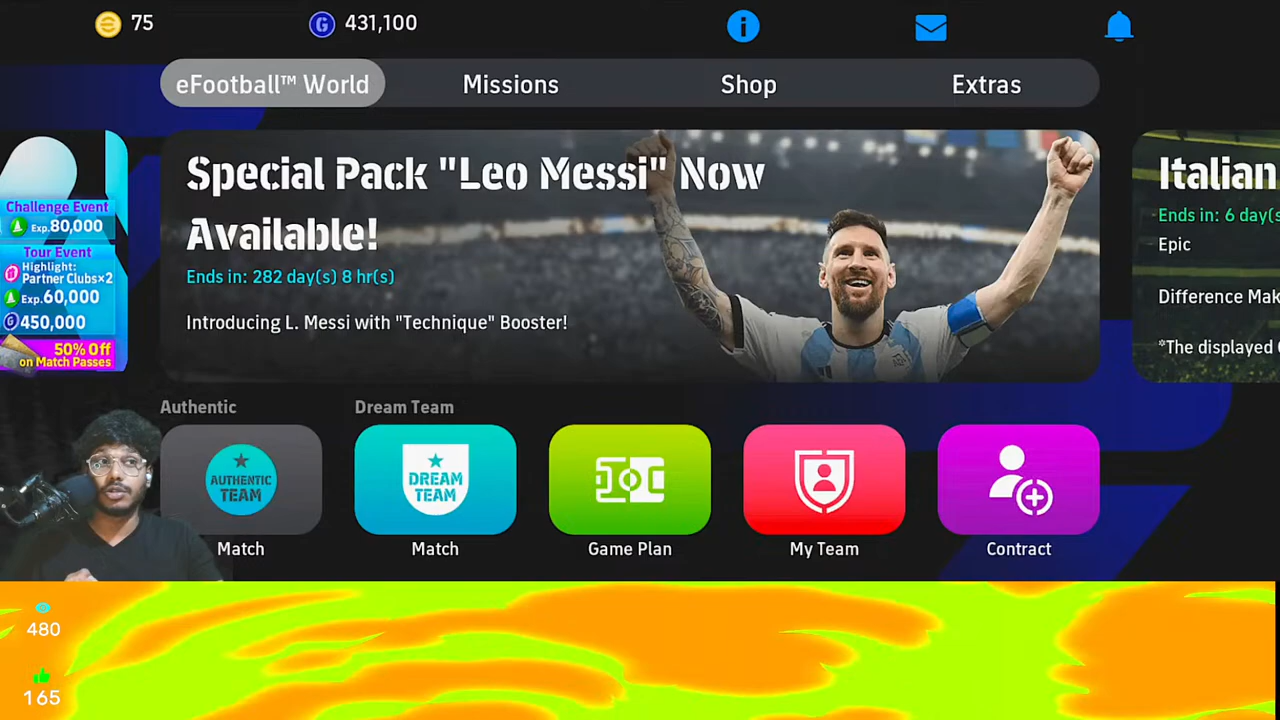 75
431,100
eFootball™ World
Missions
Shop
Extras
Challenge Event
Exp.80,000
Tour Event
Highlight:
Partner Clubs×2
Exp.60,000
450,000
50% Off
on Match Passes
Special Pack "Leo Messi" Now
Available!
Ends in: 282 day(s) 8 hr(s)
Introducing L. Messi with "Technique" Booster!
Italian
Ends in: 6 day(s
Epic
Difference Mak
*The displayed
Authentic
Dream Team
AUTHENTIC
TEAM
DREAM
TEAM
Match
Match
Game Plan
My Team
Contract
480
165